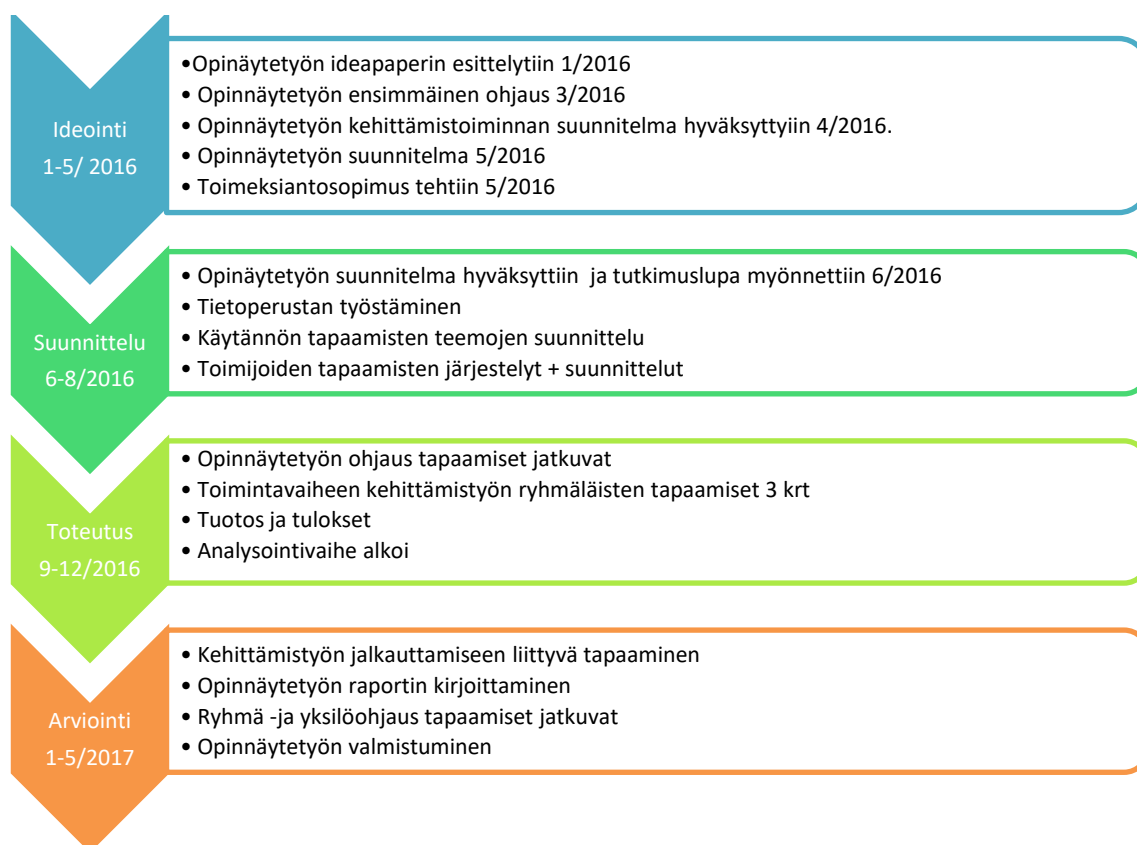 Ideointi
1-5/ 2016
•Opinäytetyön ideapaperin esittelytiin 1/2016
• Opinnäytetyön ensimmäinen ohjaus 3/2016
• Opinnäytetyön kehittämistoiminnan suunnitelma hyväksyttyiin 4/2016.
• Opinnäytetyön suunnitelma 5/2016
• Toimeksiantosopimus tehtiin 5/2016
Suunnittelu
6-8/2016
• Opinäytetyön suunnitelma hyväksyttiin ja tutkimuslupa myönnettiin 6/2016
• Tietoperustan työstäminen
• Käytännön tapaamisten teemojen suunnittelu
• Toimijoiden tapaamisten järjestelyt + suunnittelut
Toteutus
9-12/2016
• Opinnäytetyön ohjaus tapaamiset jatkuvat
• Toimintavaiheen kehittämistyön ryhmäläisten tapaamiset 3 krt
• Tuotos ja tulokset
• Analysointivaihe alkoi
Arviointi
1-5/2017
• Kehittämistyön jalkauttamiseen liittyvä tapaaminen
• Opinnäytetyön raportin kirjoittaminen
• Ryhmä -ja yksilöohjaus tapaamiset jatkuvat
• Opinnäytetyön valmistuminen